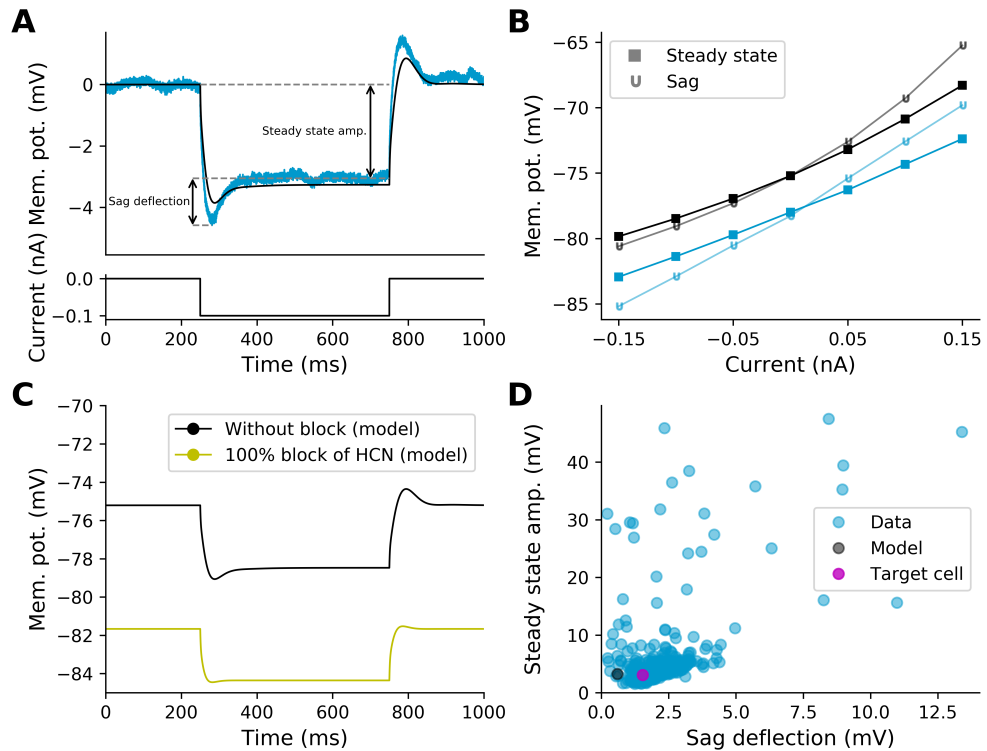 A
Mem. pot. (mV)
0
−2
−4
Steady state amp.
Sag deflection
Current (nA)
0.0
−0.1
0
200
400
600
800
1000
Time (ms)
B
Mem. pot. (mV)
−65
−70
−75
−80
−85
Steady state
Sag
−0.15
−0.05
0.05
0.15
Current (nA)
C
Mem. pot. (mV)
−70
−72
−74
−76
−78
−80
−82
−84
Without block (model)
100% block of HCN (model)
0
200
400
600
800
1000
Time (ms)
D
Steady state amp. (mV)
40
30
20
10
0
Data
Model
Target cell
0.0
2.5
5.0
7.5
10.0
12.5
Sag deflection (mV)